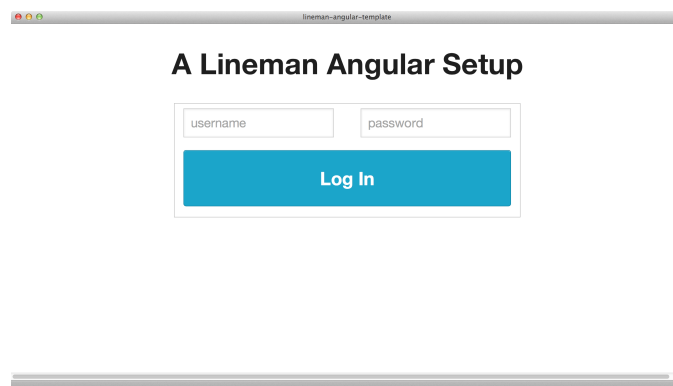 lineman-angular-template
A Lineman Angular Setup
username password
Log In